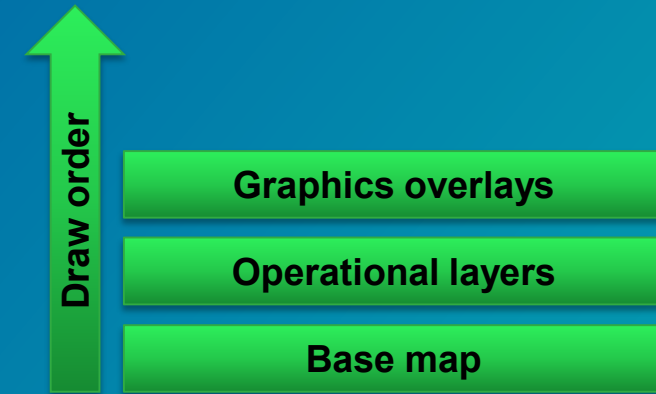 Draw order
Graphics overlays
Operational layers
Base map